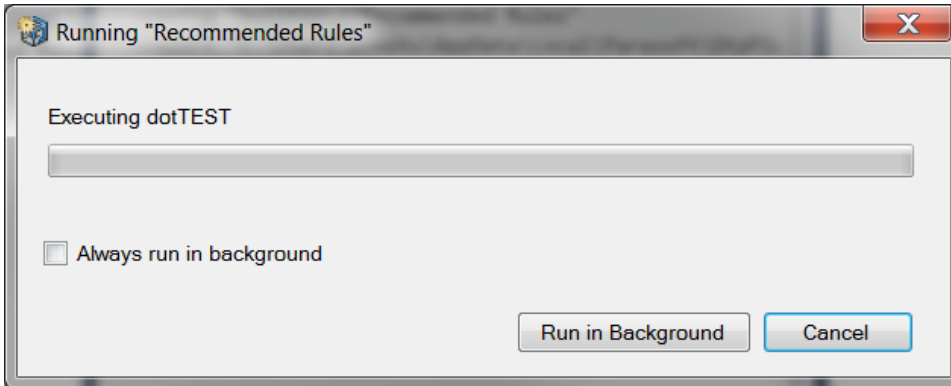 Running "Recommended Rules"
Executing dotTEST
Always run in background
Run in Background
Cancel